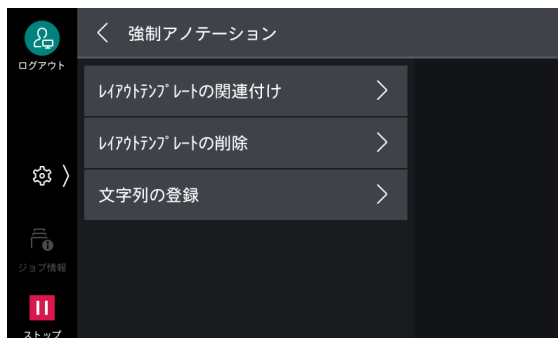 強制アノテーション
ログアウト
ﾚｲｱｳﾄﾃﾝﾌﾟﾚｰﾄの関連付け
ﾚｲｱｳﾄﾃﾝﾌﾟﾚｰﾄの削除
文字列の登録
ジョブ情報
ストップ